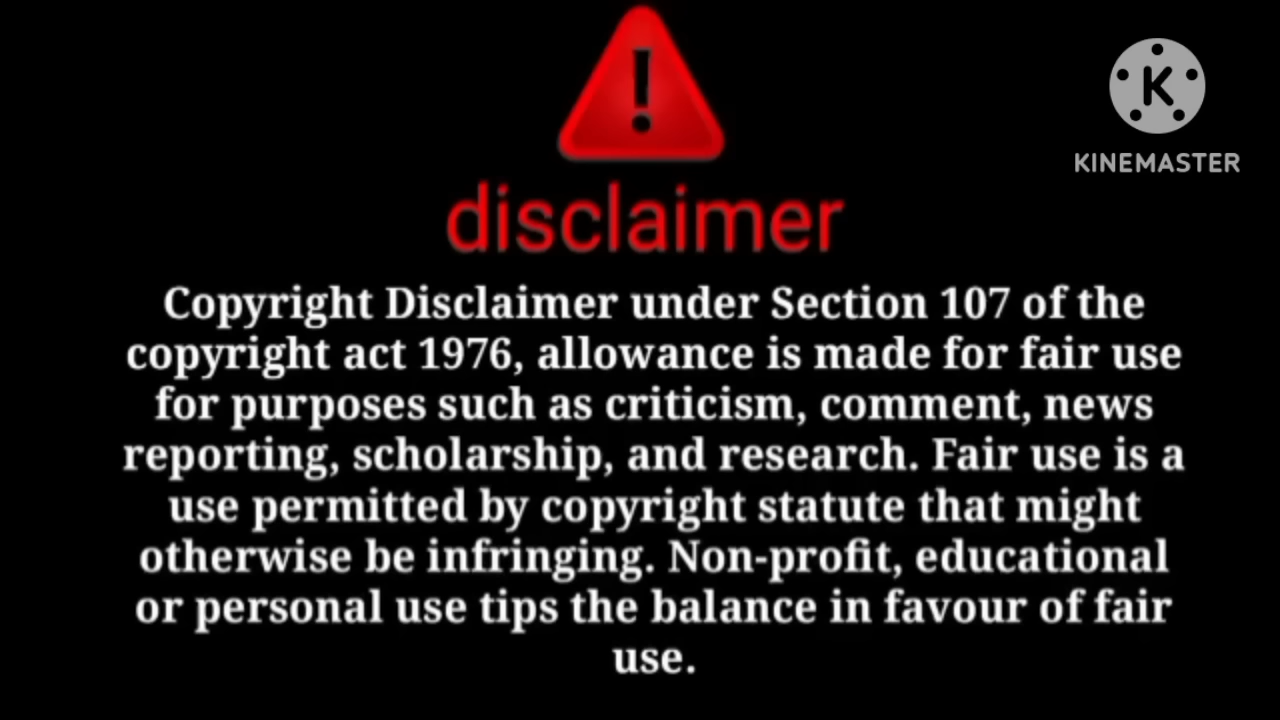 !
K
KINEMASTER
disclaimer
Copyright Disclaimer under Section 107 of the
copyright act 1976, allowance is made for fair use
for purposes such as criticism, comment, news
reporting, scholarship, and research. Fair use is a
use permitted by copyright statute that might
otherwise be infringing. Non-profit, educational
or personal use tips the balance in favour of fair
use.